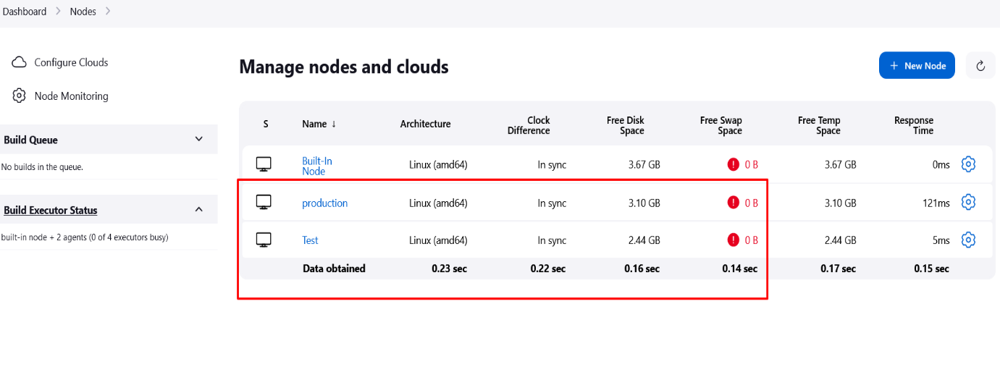 Dashboard > Nodes >
Configure Clouds
Node Monitoring
Build Queue
No builds in the queue.
Build Executor Status
built-in node + 2 agents (0 of 4 executors busy)
Manage nodes and clouds
+ New Node
S Name ↓ Architecture Clock Difference Free Disk Space Free Swap Space Free Temp Space Response Time
Built-In Node Linux (amd64) In sync 3.67 GB ! 0 B 3.67 GB 0ms
production Linux (amd64) In sync 3.10 GB ! 0 B 3.10 GB 121ms
Test Linux (amd64) In sync 2.44 GB ! 0 B 2.44 GB 5ms
Data obtained 0.23 sec 0.22 sec 0.16 sec 0.14 sec 0.17 sec 0.15 sec